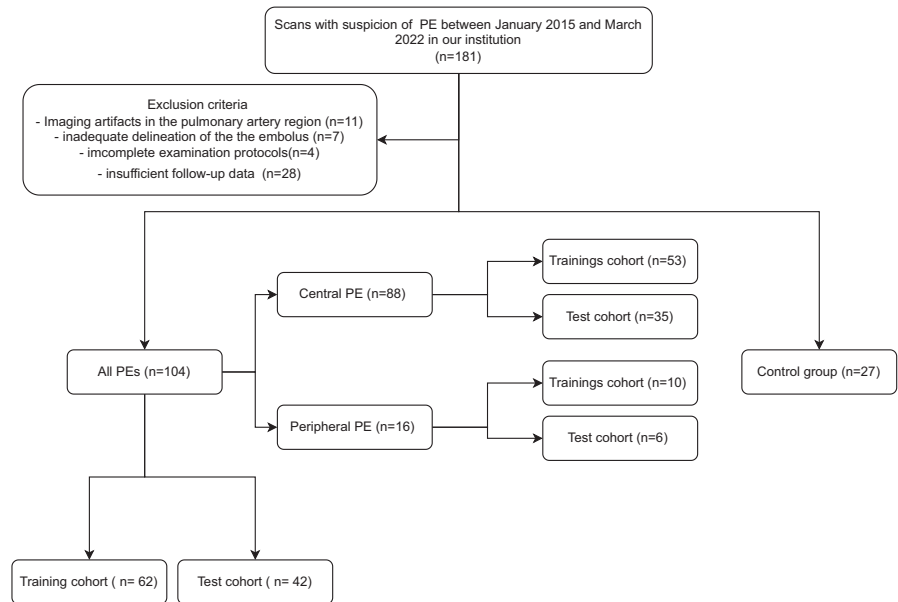 Scans with suspicion of PE between January 2015 and March
2022 in our institution
(n=181)
Exclusion criteria
- Imaging artifacts in the pulmonary artery region (n=11)
- inadequate delineation of the the embolus (n=7)
- imcomplete examination protocols(n=4)
- insufficient follow-up data (n=28)
Trainings cohort (n=53)
Central PE (n=88)
Test cohort (n=35)
All PEs (n=104)
Trainings cohort (n=10)
Control group (n=27)
Peripheral PE (n=16)
Test cohort (n=6)
Training cohort ( n= 62)
Test cohort ( n= 42)